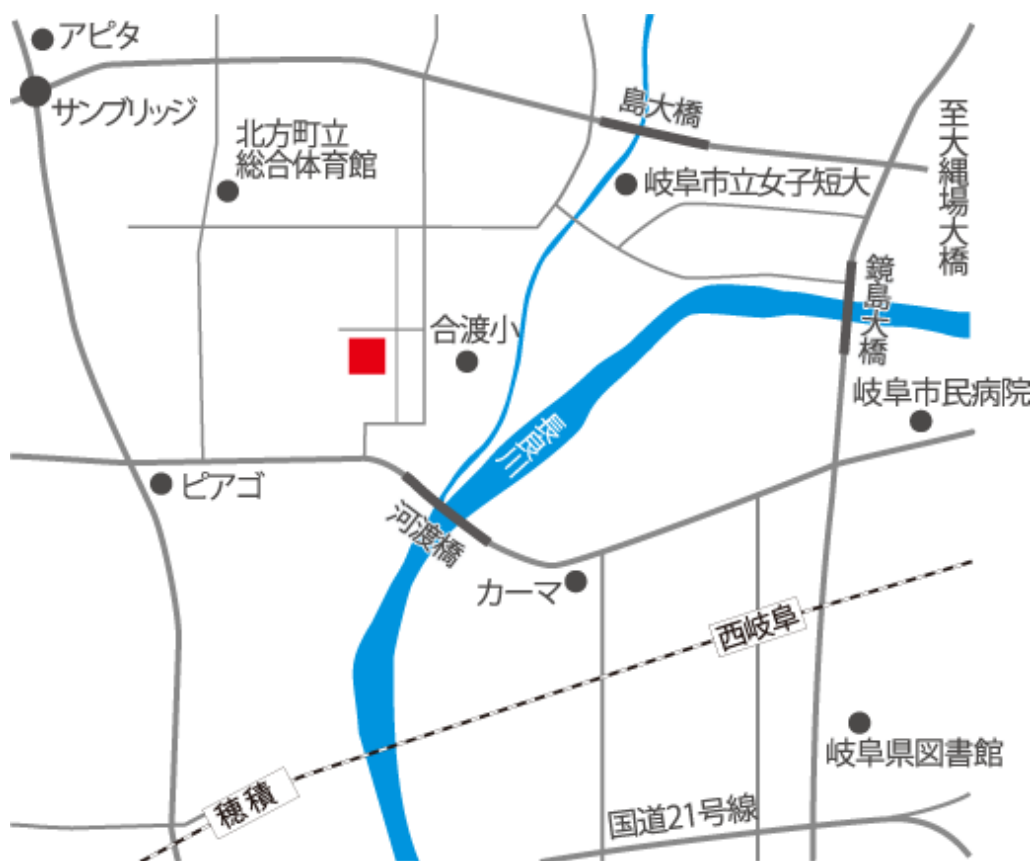 アピタ
サンブリッジ
北方町立
総合体育館
島大橋
至大縄場大橋
岐阜市立女子短大
鏡島大橋
合渡小
岐阜市民病院
長良川
ピアゴ
河渡橋
カーマ
西岐阜
岐阜県図書館
穂積
国道21号線